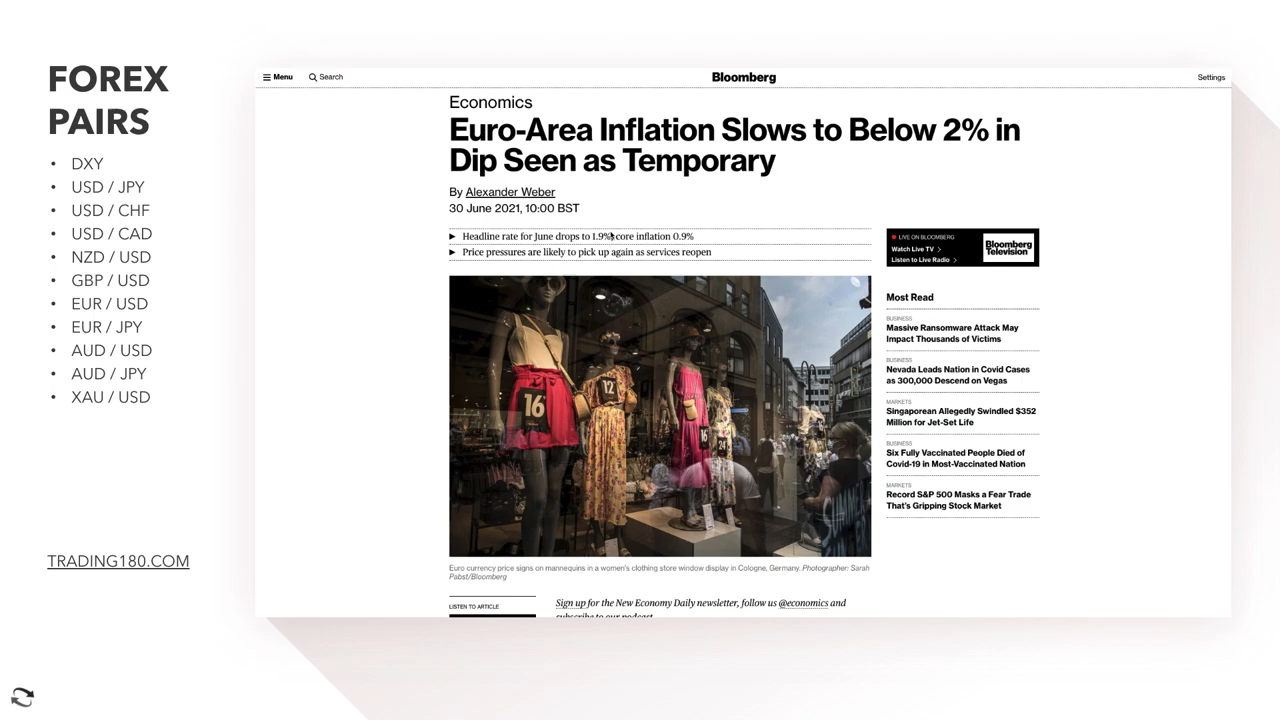 FOREX
PAIRS
• DXY
• USD / JPY
• USD / CHF
• USD / CAD
• NZD / USD
• GBP / USD
• EUR / USD
• EUR / JPY
• AUD / USD
• AUD / JPY
• XAU / USD
TRADING180.COM
Menu
Search
Bloomberg
Settings
Economics
Euro-Area Inflation Slows to Below 2% in
Dip Seen as Temporary
By Alexander Weber
30 June 2021, 10:00 BST
Headline rate for June drops to 1.9%; core inflation 0.9%
Price pressures are likely to pick up again as services reopen
16
12
16
24
Euro currency price signs on mannequins in a women's clothing store window display in Cologne, Germany. Photographer: Sarah
Pabst/Bloomberg
LISTEN TO ARTICLE
Sign up for the New Economy Daily newsletter, follow us @economics and
subscribe to our podcast.
LIVE ON BLOOMBERG
Watch Live TV
Listen to Live Radio
Bloomberg
Television
Most Read
BUSINESS
Massive Ransomware Attack May
Impact Thousands of Victims
BUSINESS
Nevada Leads Nation in Covid Cases
as 300,000 Descend on Vegas
MARKETS
Singaporean Allegedly Swindled $352
Million for Jet-Set Life
BUSINESS
Six Fully Vaccinated People Died of
Covid-19 in Most-Vaccinated Nation
MARKETS
Record S&P 500 Masks a Fear Trade
That's Gripping Stock Market